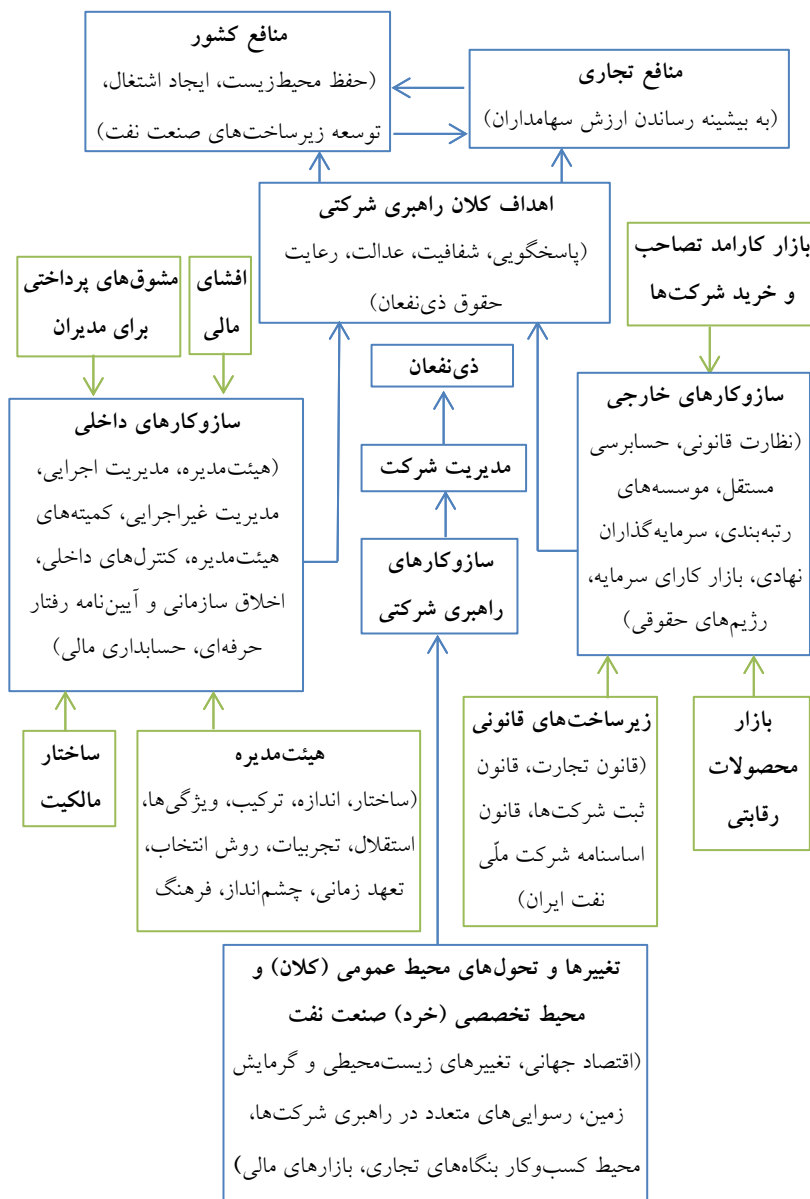 منافع کشور
(حفظ محیط‌زیست، ایجاد اشتغال،
توسعه زیرساخت‌های صنعت نفت)
منافع تجاری
(به بیشینه رساندن ارزش سهامداران)
اهداف کلان راهبری شرکتی
(پاسخگویی، شفافیت، عدالت، رعایت
حقوق ذی‌نفعان)
بازار کارامد تصاحب
و خرید شرکت‌ها
افشای
مالی
مشوق‌های پرداختی
برای مدیران
ذی‌نفعان
سازوکارهای خارجی
(نظارت قانونی، حسابرسی
مستقل، موسسه‌های
رتبه‌بندی، سرمایه‌گذاران
نهادی، بازار کارای سرمایه،
رژیم‌های حقوقی)
سازوکارهای داخلی
(هیئت‌مدیره، مدیریت اجرایی،
مدیریت غیراجرایی، کمیته‌های
هیئت‌مدیره، کنترل‌های داخلی،
اخلاق سازمانی و آیین‌نامه رفتار
حرفه‌ای، حسابداری مالی)
مدیریت شرکت
سازوکارهای
راهبری شرکتی
بازار
محصولات
رقابتی
زیرساخت‌های قانونی
(قانون تجارت، قانون
ثبت شرکت‌ها، قانون
اساسنامه شرکت ملّی
نفت ایران)
هیئت‌مدیره
(ساختار، اندازه، ترکیب، ویژگی‌ها،
استقلال، تجربیات، روش انتخاب،
تعهد زمانی، چشم‌انداز، فرهنگ
ساختار
مالکیت
تغییرها و تحول‌های محیط عمومی (کلان) و
محیط تخصصی (خرد) صنعت نفت
(اقتصاد جهانی، تغییرهای زیست‌محیطی و گرمایش
زمین، رسوایی‌های متعدد در راهبری شرکت‌ها،
محیط کسب‌وکار بنگاه‌های تجاری، بازارهای مالی)